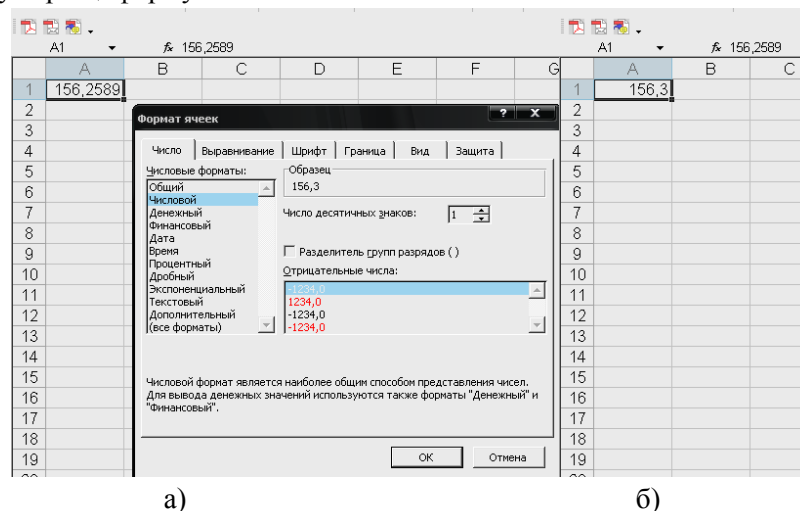 A1 fx 156,2589
A B C D E F G
1 156,2589
2
3
4
5
6
7
8
9
10
11
12
13
14
15
16
17
18
19
Формат ячеек ? X
Число Выравнивание Шрифт Граница Вид Защита
Числовые форматы:
Общий
Числовой
Денежный
Финансовый
Дата
Время
Процентный
Дробный
Экспоненциальный
Текстовый
Дополнительный
(все форматы)
Образец
156,3
Число десятичных знаков: 1
Разделитель групп разрядов ( )
Отрицательные числа:
-1234,0
1234,0
-1234,0
-1234,0
Числовой формат является наиболее общим способом представления чисел.
Для вывода денежных значений используются также форматы "Денежный" и
"Финансовый".
OK Отмена
A1 fx 156,2589
A B C
1 156,3
2
3
4
5
6
7
8
9
10
11
12
13
14
15
16
17
18
19
а) б)